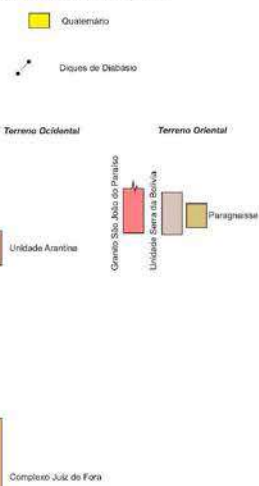 Quaternário
Diques de Diabásio
Terreno Ocidental
Terreno Oriental
Granito São João do Paraíso
Unidade Serra da Bolívia
Paragnaisse
Unidade Arantina
Complexo Juiz de Fora